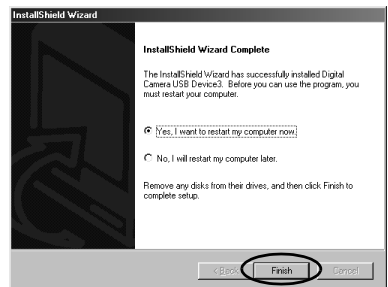 InstallShield Wizard
InstallShield Wizard Complete
The InstallShield Wizard has successfully installed Digital
Camera USB Device3. Before you can use the program, you
must restart your computer.
Yes, I want to restart my computer now.
No, I will restart my computer later.
Remove any disks from their drives, and then click Finish to
complete setup.
< Back Finish Cancel